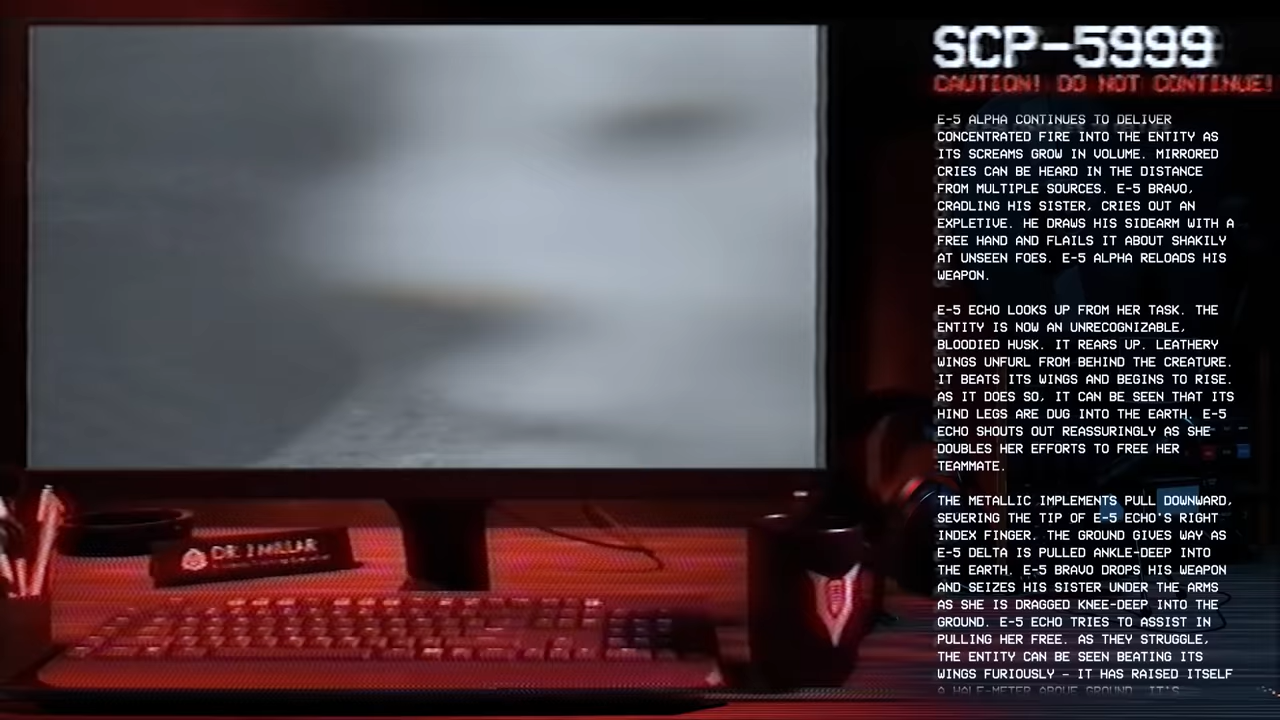 SCP-5999
CAUTION! DO NOT CONTINUE!
E-5 ALPHA CONTINUES TO DELIVER
CONCENTRATED FIRE INTO THE ENTITY AS
ITS SCREAMS GROW IN VOLUME. MIRRORED
CRIES CAN BE HEARD IN THE DISTANCE
FROM MULTIPLE SOURCES. E-5 BRAVO,
CRADLING HIS SISTER, CRIES OUT AN
EXPLETIVE. HE DRAWS HIS SIDEARM WITH A
FREE HAND AND FLAILS IT ABOUT SHAKILY
AT UNSEEN FOES. E-5 ALPHA RELOADS HIS
WEAPON.
E-5 ECHO LOOKS UP FROM HER TASK. THE
ENTITY IS NOW AN UNRECOGNIZABLE,
BLOODIED HUSK. IT REARS UP. LEATHERY
WINGS UNFURL FROM BEHIND THE CREATURE.
IT BEATS ITS WINGS AND BEGINS TO RISE.
AS IT DOES SO, IT CAN BE SEEN THAT ITS
HIND LEGS ARE DUG INTO THE EARTH. E-5
ECHO SHOUTS OUT REASSURINGLY AS SHE
DOUBLES HER EFFORTS TO FREE HER
TEAMMATE.
THE METALLIC IMPLEMENTS PULL DOWNWARD,
SEVERING THE TIP OF E-5 ECHO'S RIGHT
INDEX FINGER. THE GROUND GIVES WAY AS
E-5 DELTA IS PULLED ANKLE-DEEP INTO
THE EARTH. E-5 BRAVO DROPS HIS WEAPON
AND SEIZES HIS SISTER UNDER THE ARMS
AS SHE IS DRAGGED KNEE-DEEP INTO THE
GROUND. E-5 ECHO TRIES TO ASSIST IN
PULLING HER FREE. AS THEY STRUGGLE,
THE ENTITY CAN BE SEEN BEATING ITS
WINGS FURIOUSLY - IT HAS RAISED ITSELF
A HALF-METER ABOVE GROUND. IT'S
DR.